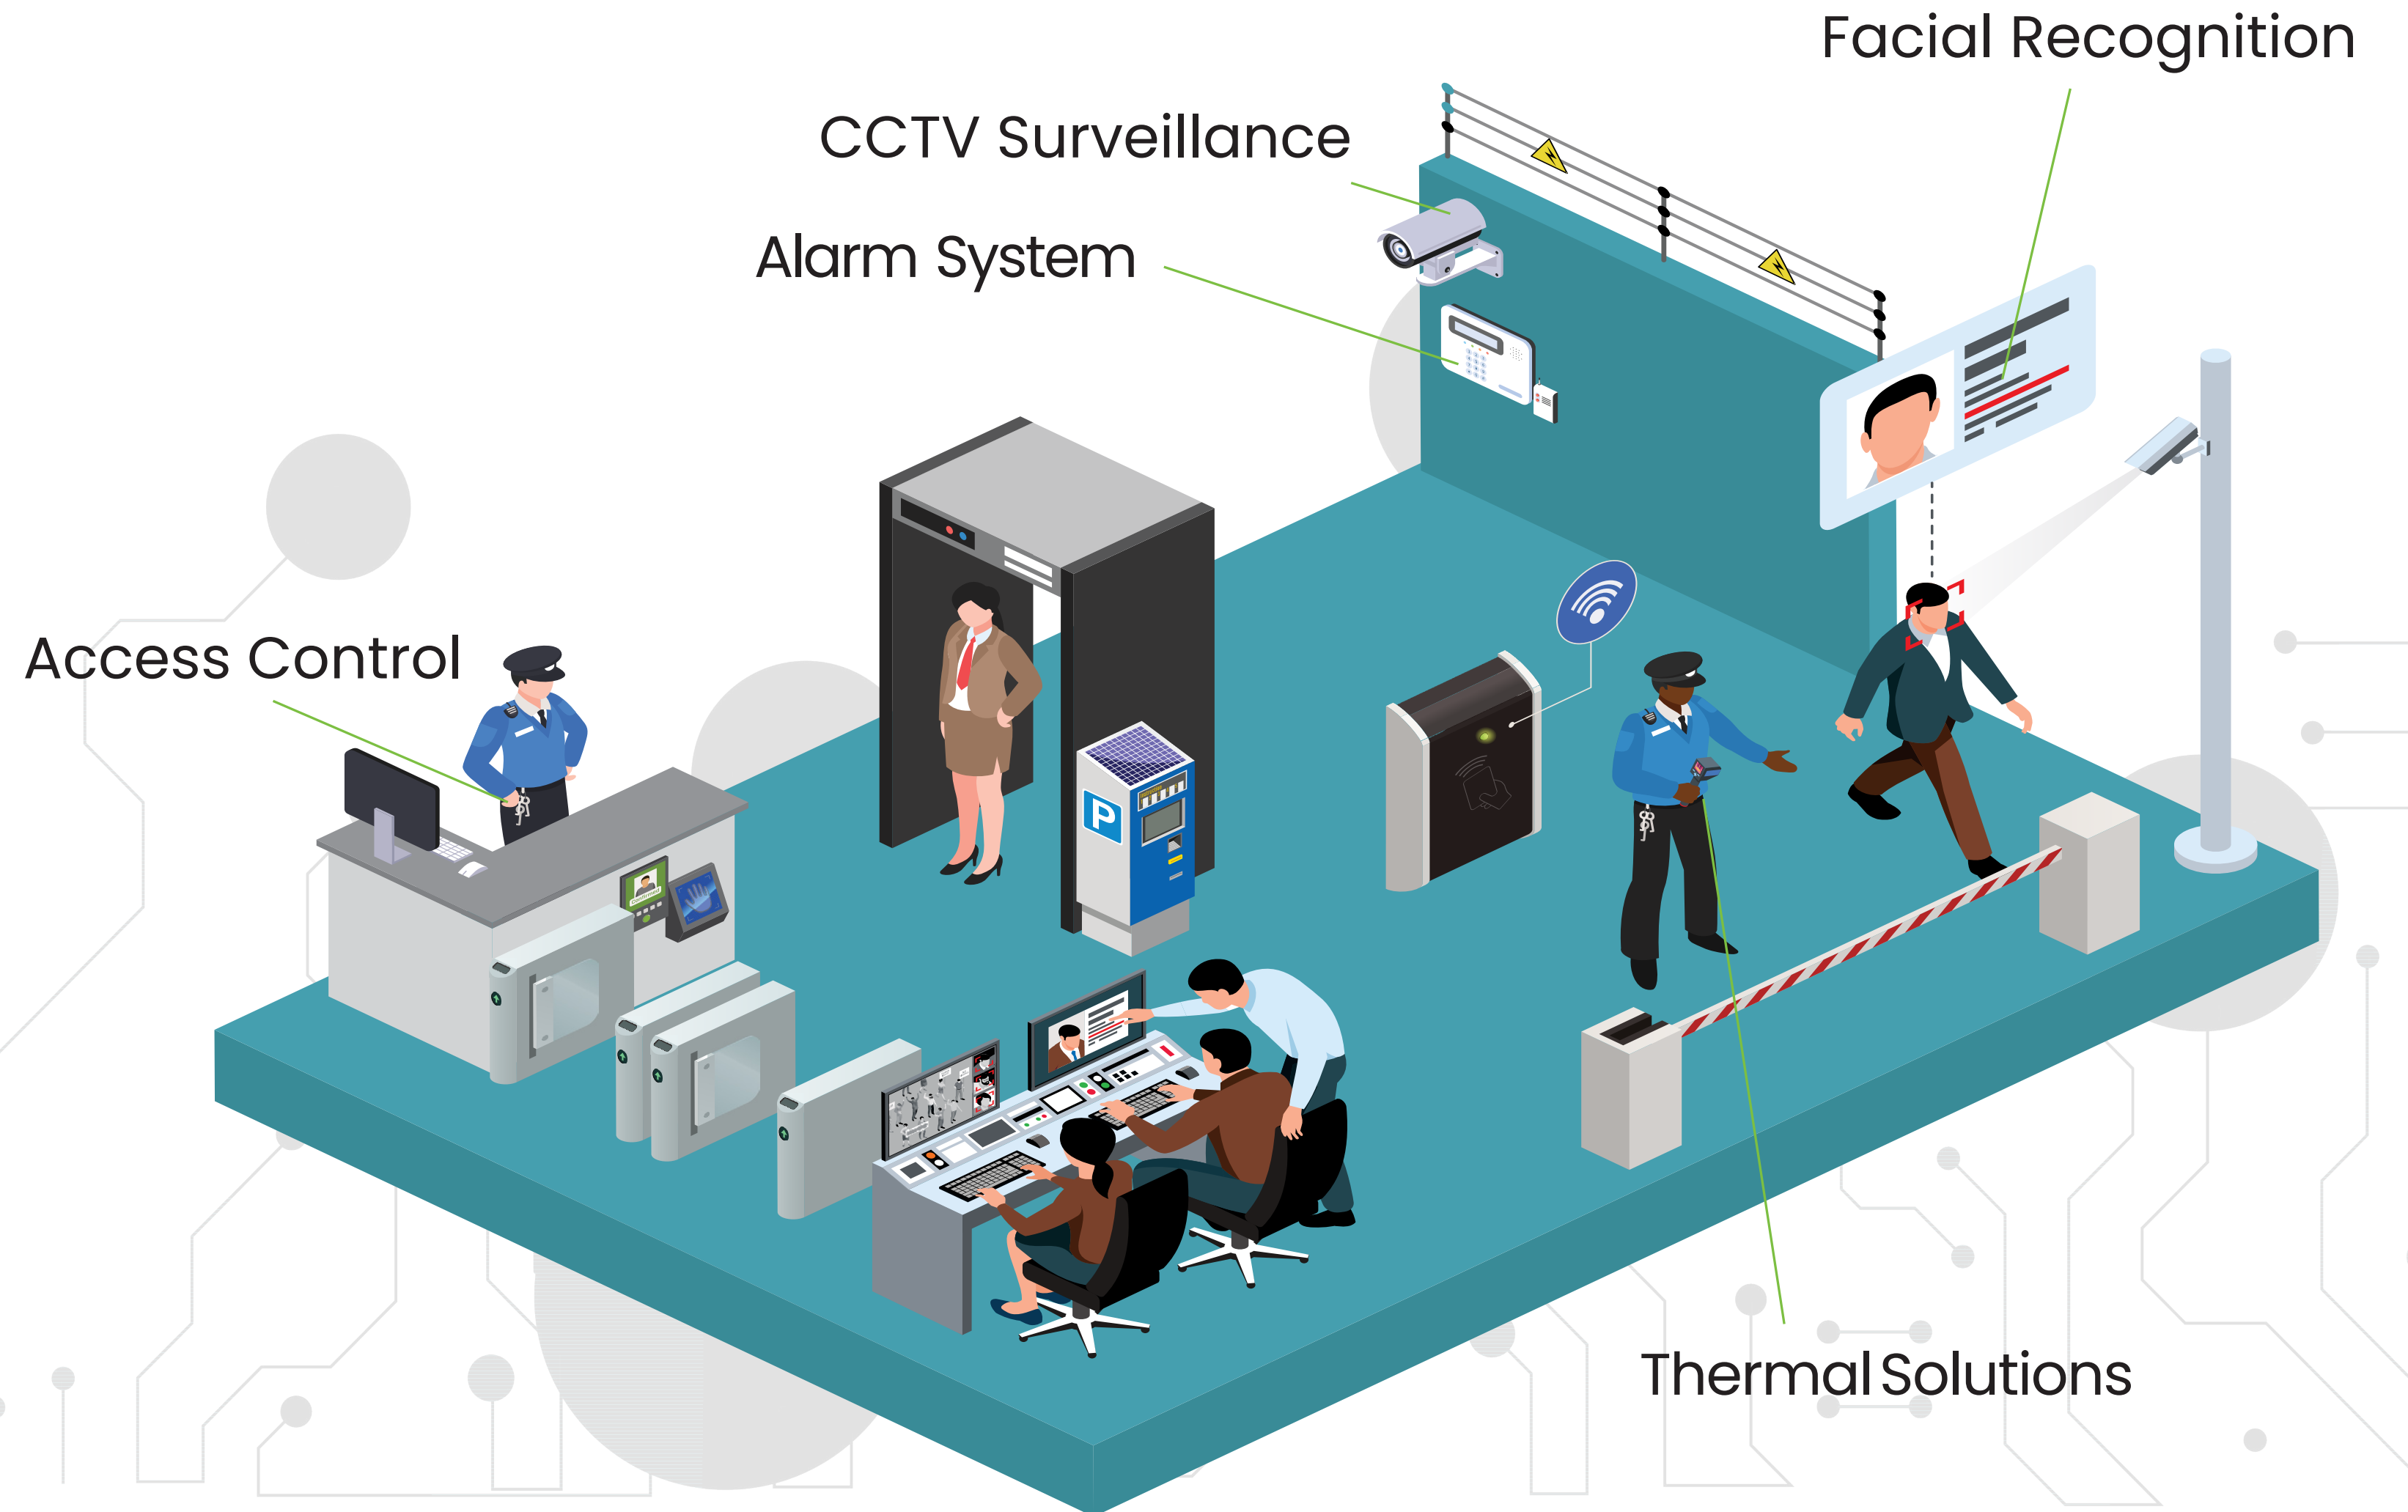 Facial Recognition
CCTV Surveillance
Alarm System
Access Control
P
Thermal Solutions